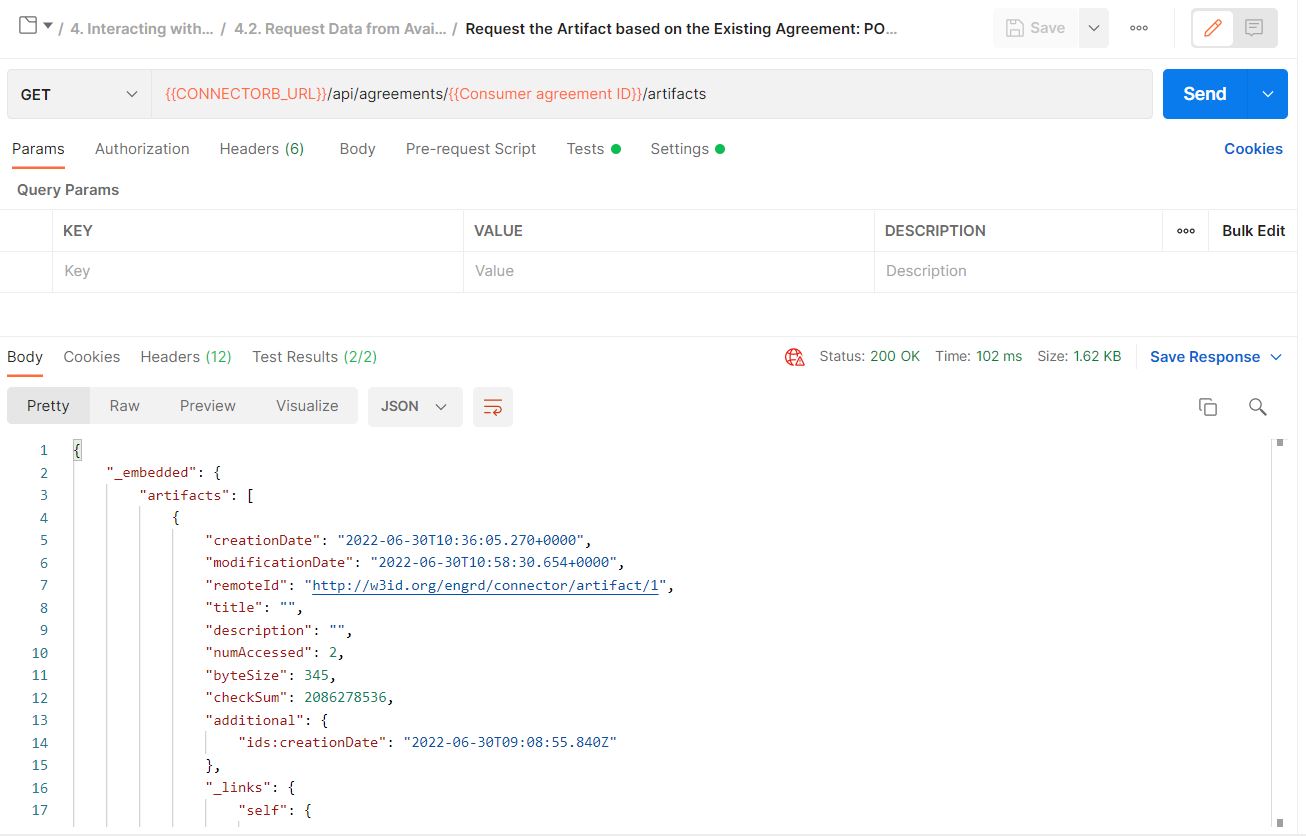 / 4. Interacting with... / 4.2. Request Data from Avai... / Request the Artifact based on the Existing Agreement: PO...
Save
GET
{{CONNECTORB_URL}}/api/agreements/{{Consumer agreement ID}}/artifacts
Send
Params Authorization Headers (6) Body Pre-request Script Tests Settings Cookies
Query Params
KEY VALUE DESCRIPTION Bulk Edit
Key Value Description
Body Cookies Headers (12) Test Results (2/2) Status: 200 OK Time: 102 ms Size: 1.62 KB Save Response
Pretty Raw Preview Visualize JSON
1 {
2 "_embedded": {
3 "artifacts": [
4 {
5 "creationDate": "2022-06-30T10:36:05.270+0000",
6 "modificationDate": "2022-06-30T10:58:30.654+0000",
7 "remoteId": "http://w3id.org/engrd/connector/artifact/1",
8 "title": "",
9 "description": "",
10 "numAccessed": 2,
11 "byteSize": 345,
12 "checkSum": 2086278536,
13 "additional": {
14 "ids:creationDate": "2022-06-30T09:08:55.840Z"
15 },
16 "_links": {
17 "self": {